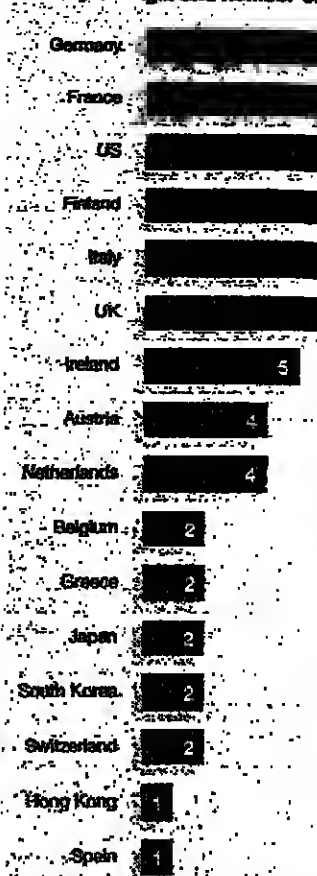 Germany
France
US
Finland
Italy
UK
Ireland 5
Austria 4
Netherlands 4
Belgium 2
Greece 2
Japan 2
South Korea 2
Switzerland 2
Hong Kong 1
Spain 1